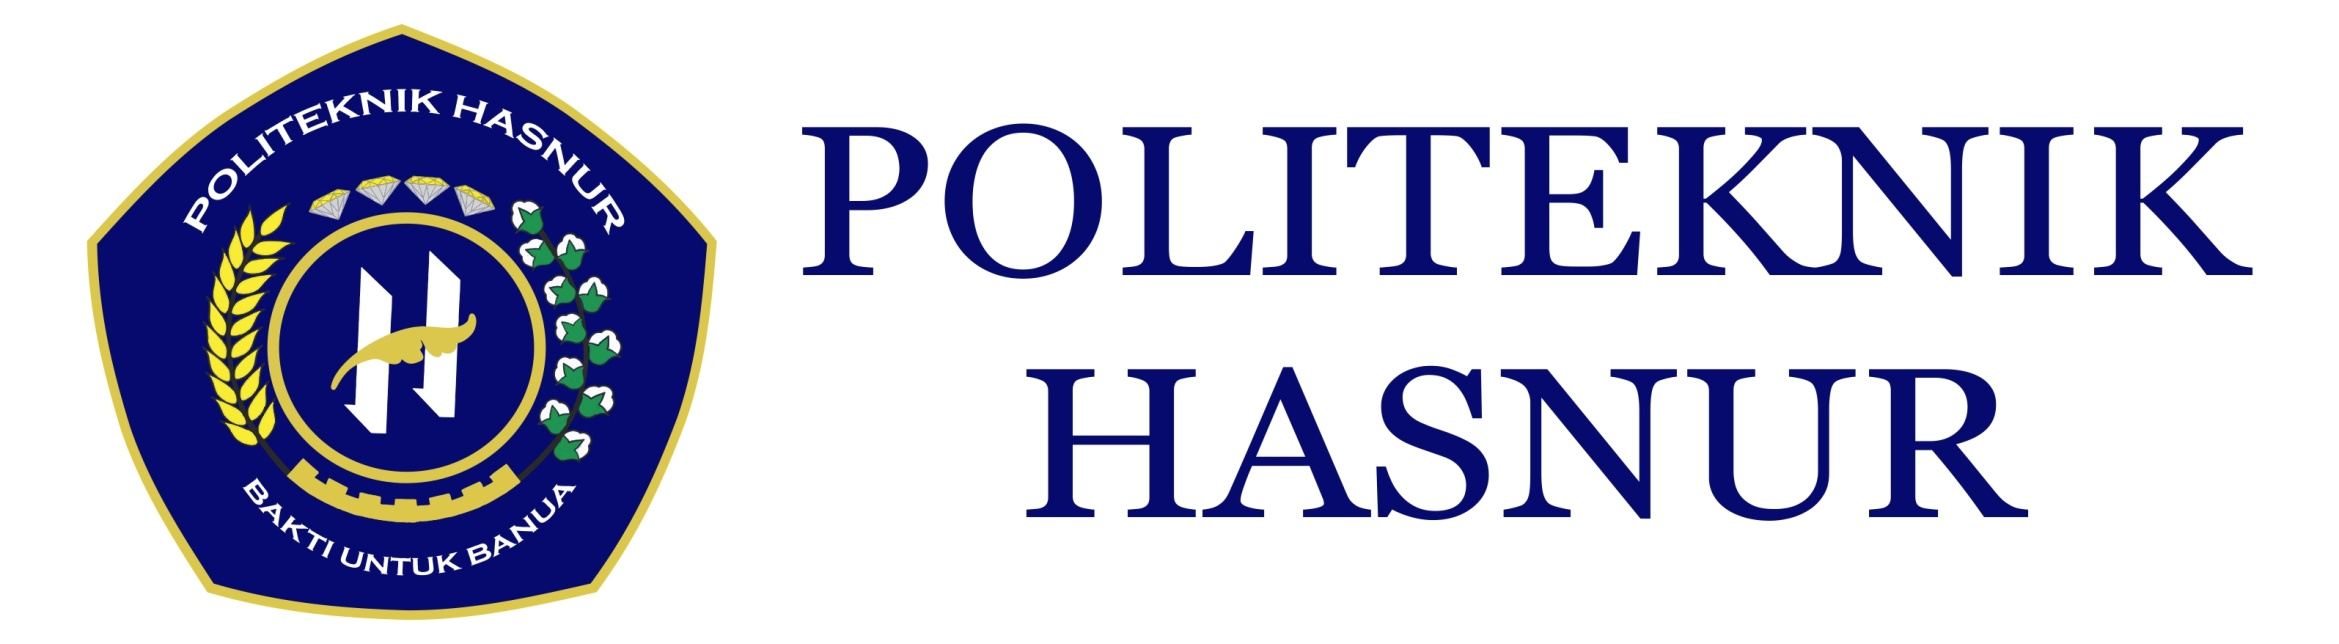 POLITEKNIK HASNUR
BAKTI UNTUK BANUA
POLITEKNIK
HASNUR